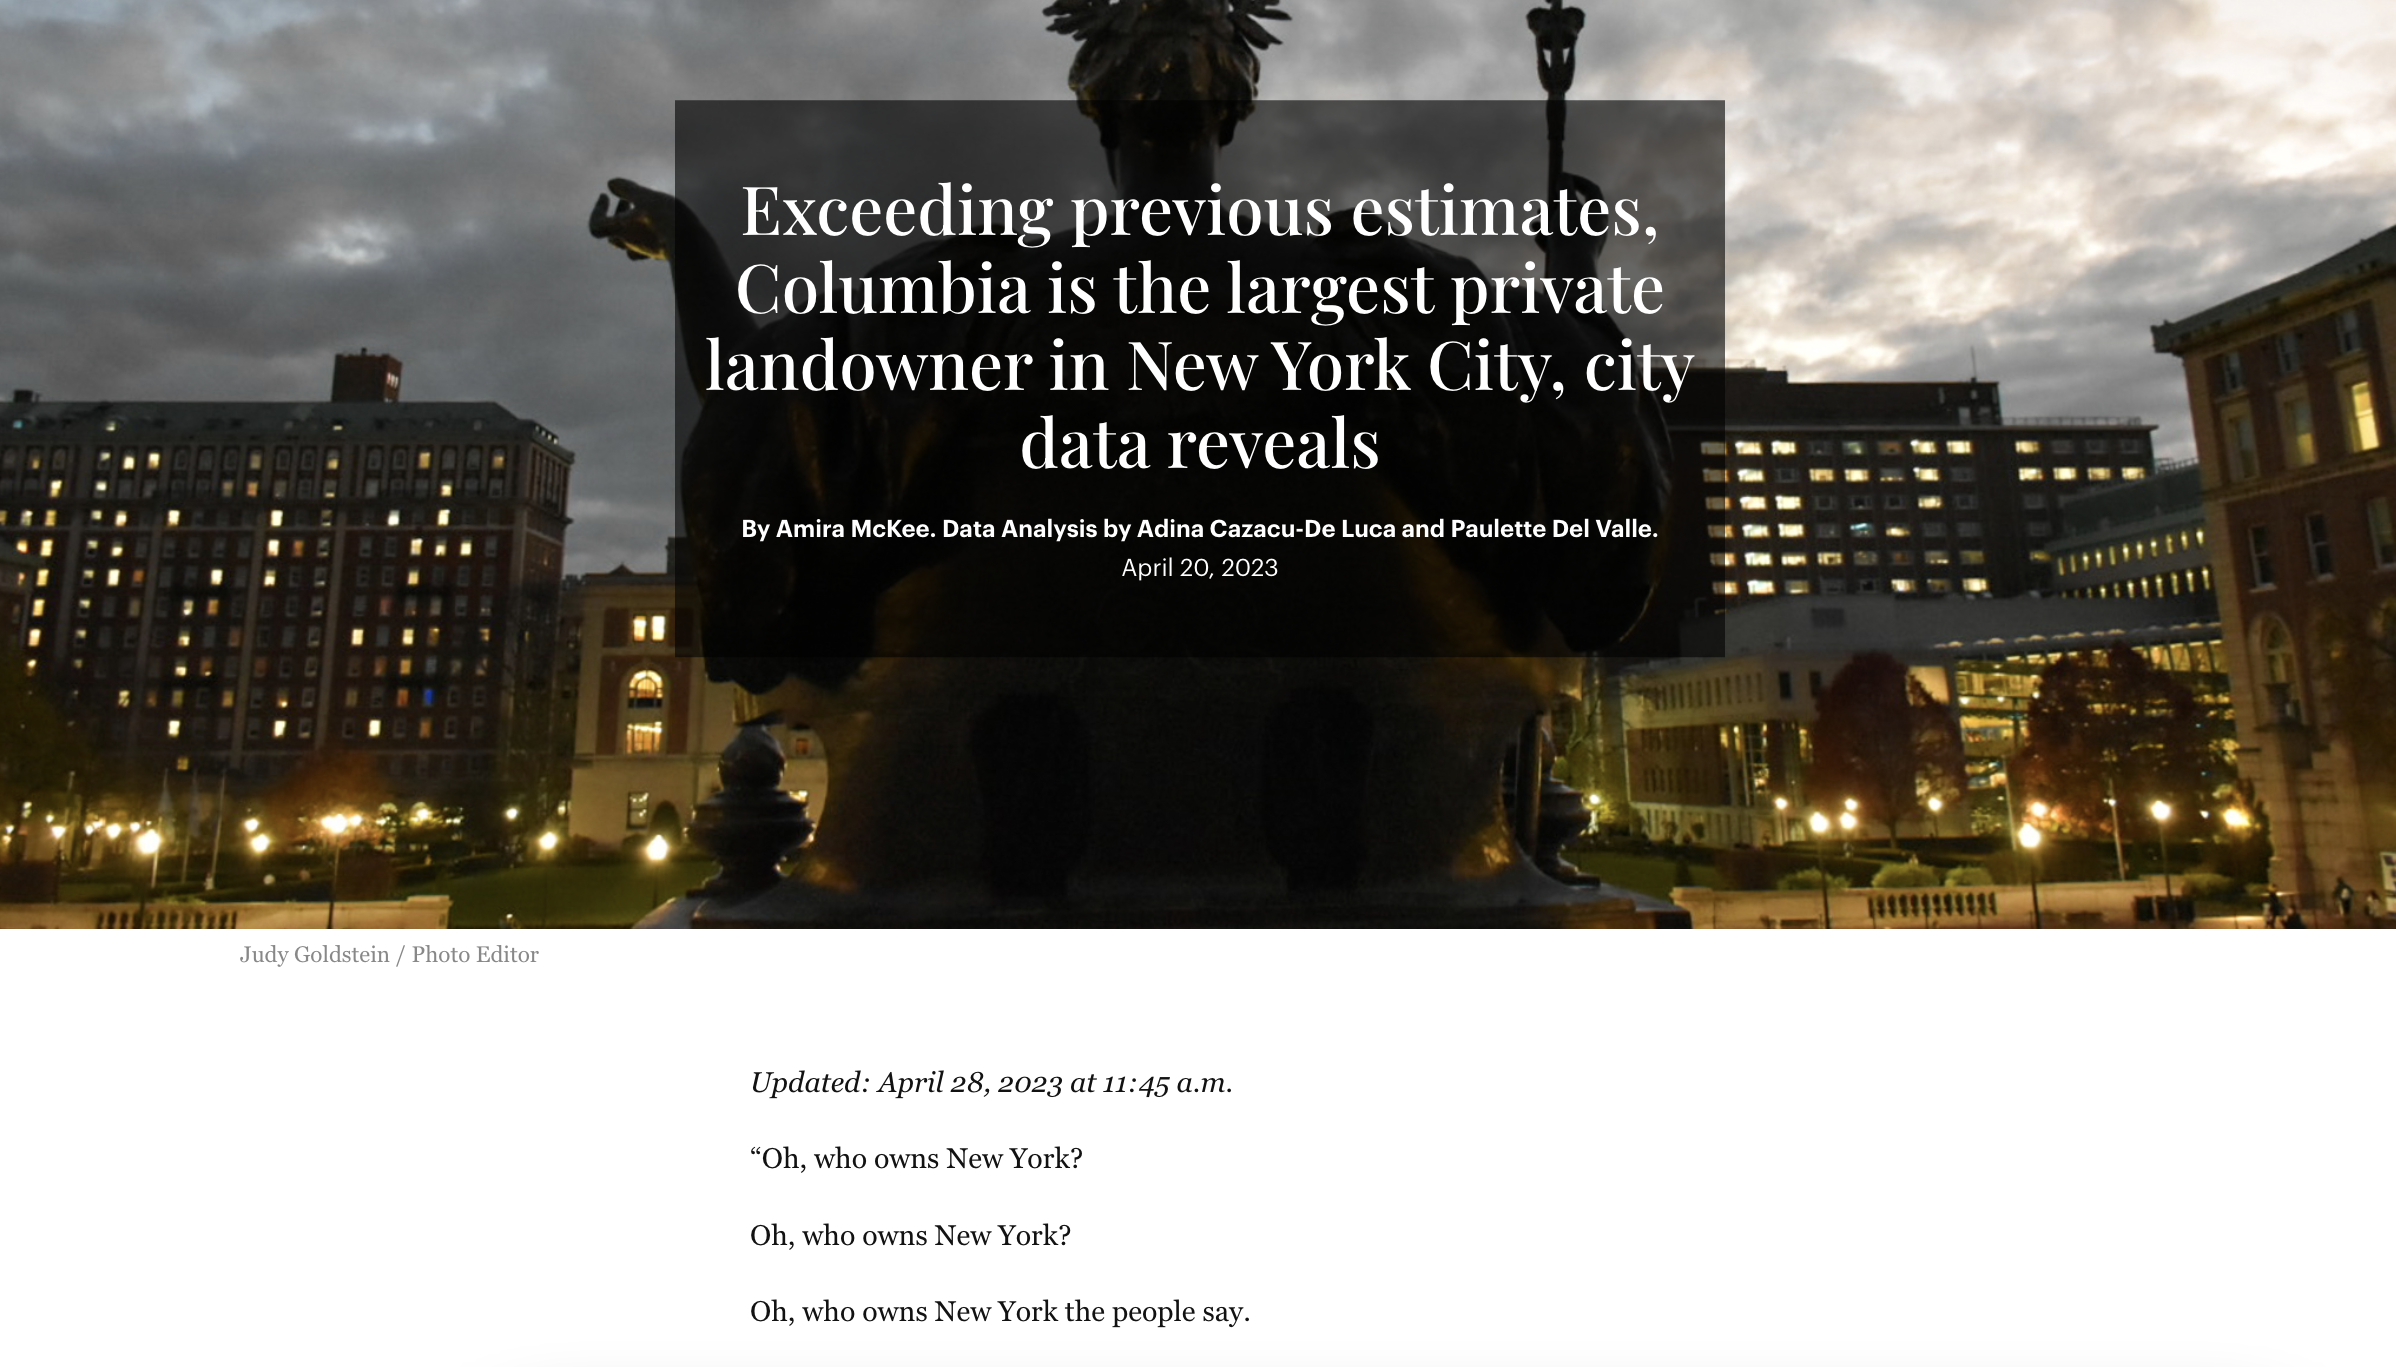 Exceeding previous estimates,
Columbia is the largest private
landowner in New York City, city
data reveals
By Amira McKee. Data Analysis by Adina Cazacu-De Luca and Paulette Del Valle.
April 20, 2023
Judy Goldstein / Photo Editor
Updated: April 28, 2023 at 11:45 a.m.
“Oh, who owns New York?
Oh, who owns New York?
Oh, who owns New York the people say.